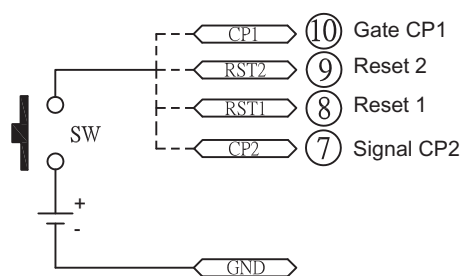 CP1 ⑩ Gate CP1
RST2 ⑨ Reset 2
RST1 ⑧ Reset 1
SW
CP2 ⑦ Signal CP2
+
-
GND